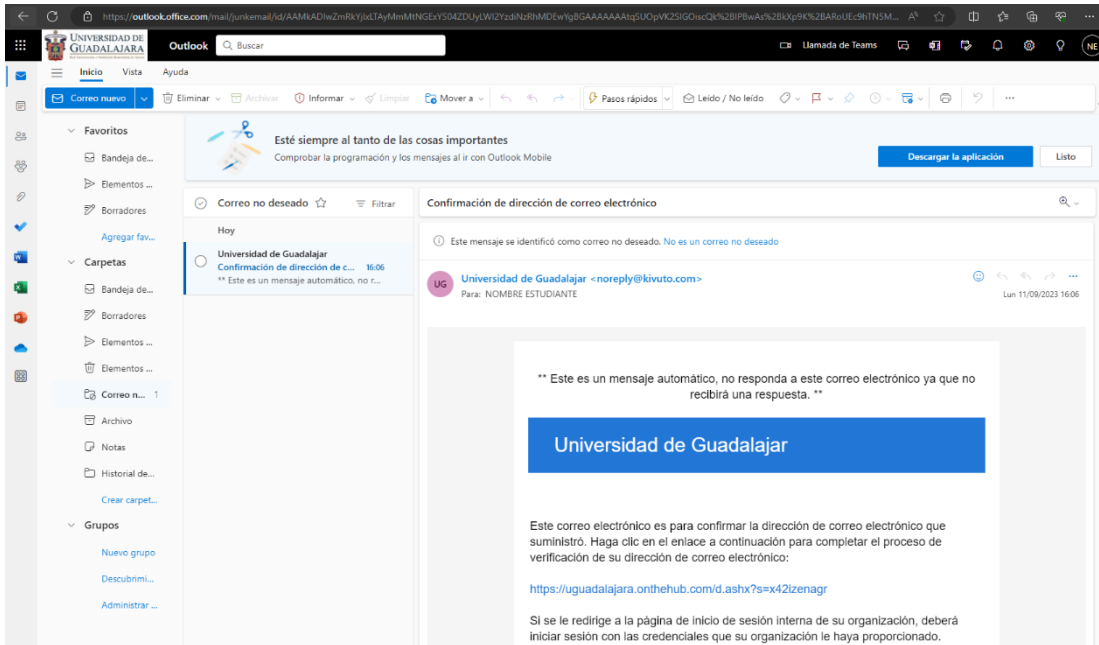 https://outlook.office.com/mail/junkemail/id/AAMkADIwZmRkYjIxLTAyMmMtNGExYS04ZDUyLWI2YzdiNzRhMDEwYgBGAAAAAAAtqSUOpVK2SIGOiscQk%2BIPBwAs%2BkXp9K%2BARoUEc9hTN5M...
UNIVERSIDAD DE
GUADALAJARA
Outlook
Buscar
Llamada de Teams
NE
Inicio Vista Ayuda
Correo nuevo
Eliminar
Archivar
Informar
Limpiar
Mover a
Pasos rápidos
Leído / No leído
Favoritos
Bandeja de...
Elementos ...
Borradores
Agregar fav...
Carpetas
Bandeja de...
Borradores
Elementos ...
Elementos ...
Correo n... 1
Archivo
Notas
Historial de...
Crear carpet...
Grupos
Nuevo grupo
Descubrimi...
Administrar ...
Esté siempre al tanto de las cosas importantes
Comprobar la programación y los mensajes al ir con Outlook Mobile
Descargar la aplicación
Listo
Correo no deseado
Filtrar
Hoy
Universidad de Guadalajar
Confirmación de dirección de c... 16:06
** Este es un mensaje automático, no r...
Confirmación de dirección de correo electrónico
Este mensaje se identificó como correo no deseado. No es un correo no deseado
UG
Universidad de Guadalajar <noreply@kivuto.com>
Para: NOMBRE ESTUDIANTE
Lun 11/09/2023 16:06
** Este es un mensaje automático, no responda a este correo electrónico ya que no
recibirá una respuesta. **
Universidad de Guadalajar
Este correo electrónico es para confirmar la dirección de correo electrónico que
suministró. Haga clic en el enlace a continuación para completar el proceso de
verificación de su dirección de correo electrónico:
https://uguadalajara.onthehub.com/d.ashx?s=x42izenagr
Si se le redirige a la página de inicio de sesión interna de su organización, deberá
iniciar sesión con las credenciales que su organización le haya proporcionado.